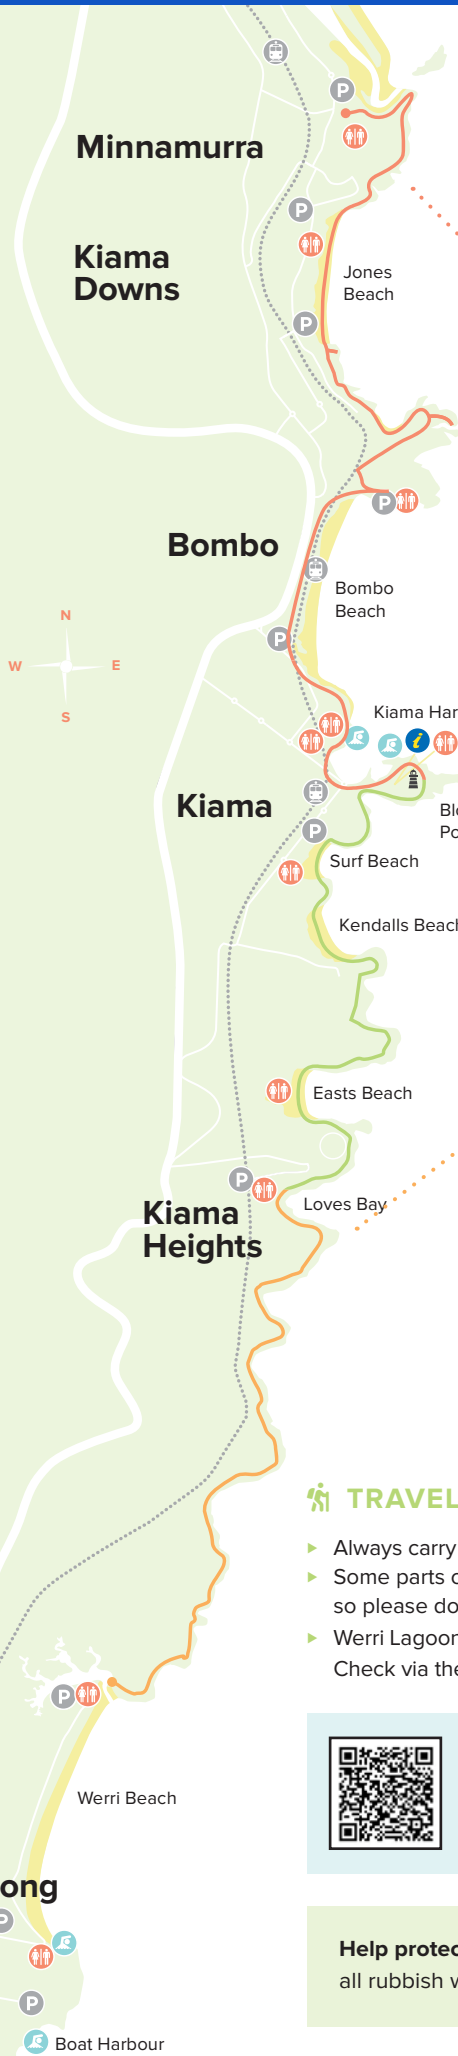 P
Minnamurra
P
Kiama
Downs
Jones
Beach
P
P
Bombo
Bombo
Beach
N
W E
S
P
Kiama Har
i
Kiama
Blo
Po
P
Surf Beach
Kendalls Beach
Easts Beach
P
Kiama
Heights
Loves Bay
TRAVEL
Always carry
Some parts o
so please do
Werri Lagoon
Check via the
P
Werri Beach
ong
P
Help protec
all rubbish w
P
Boat Harbour